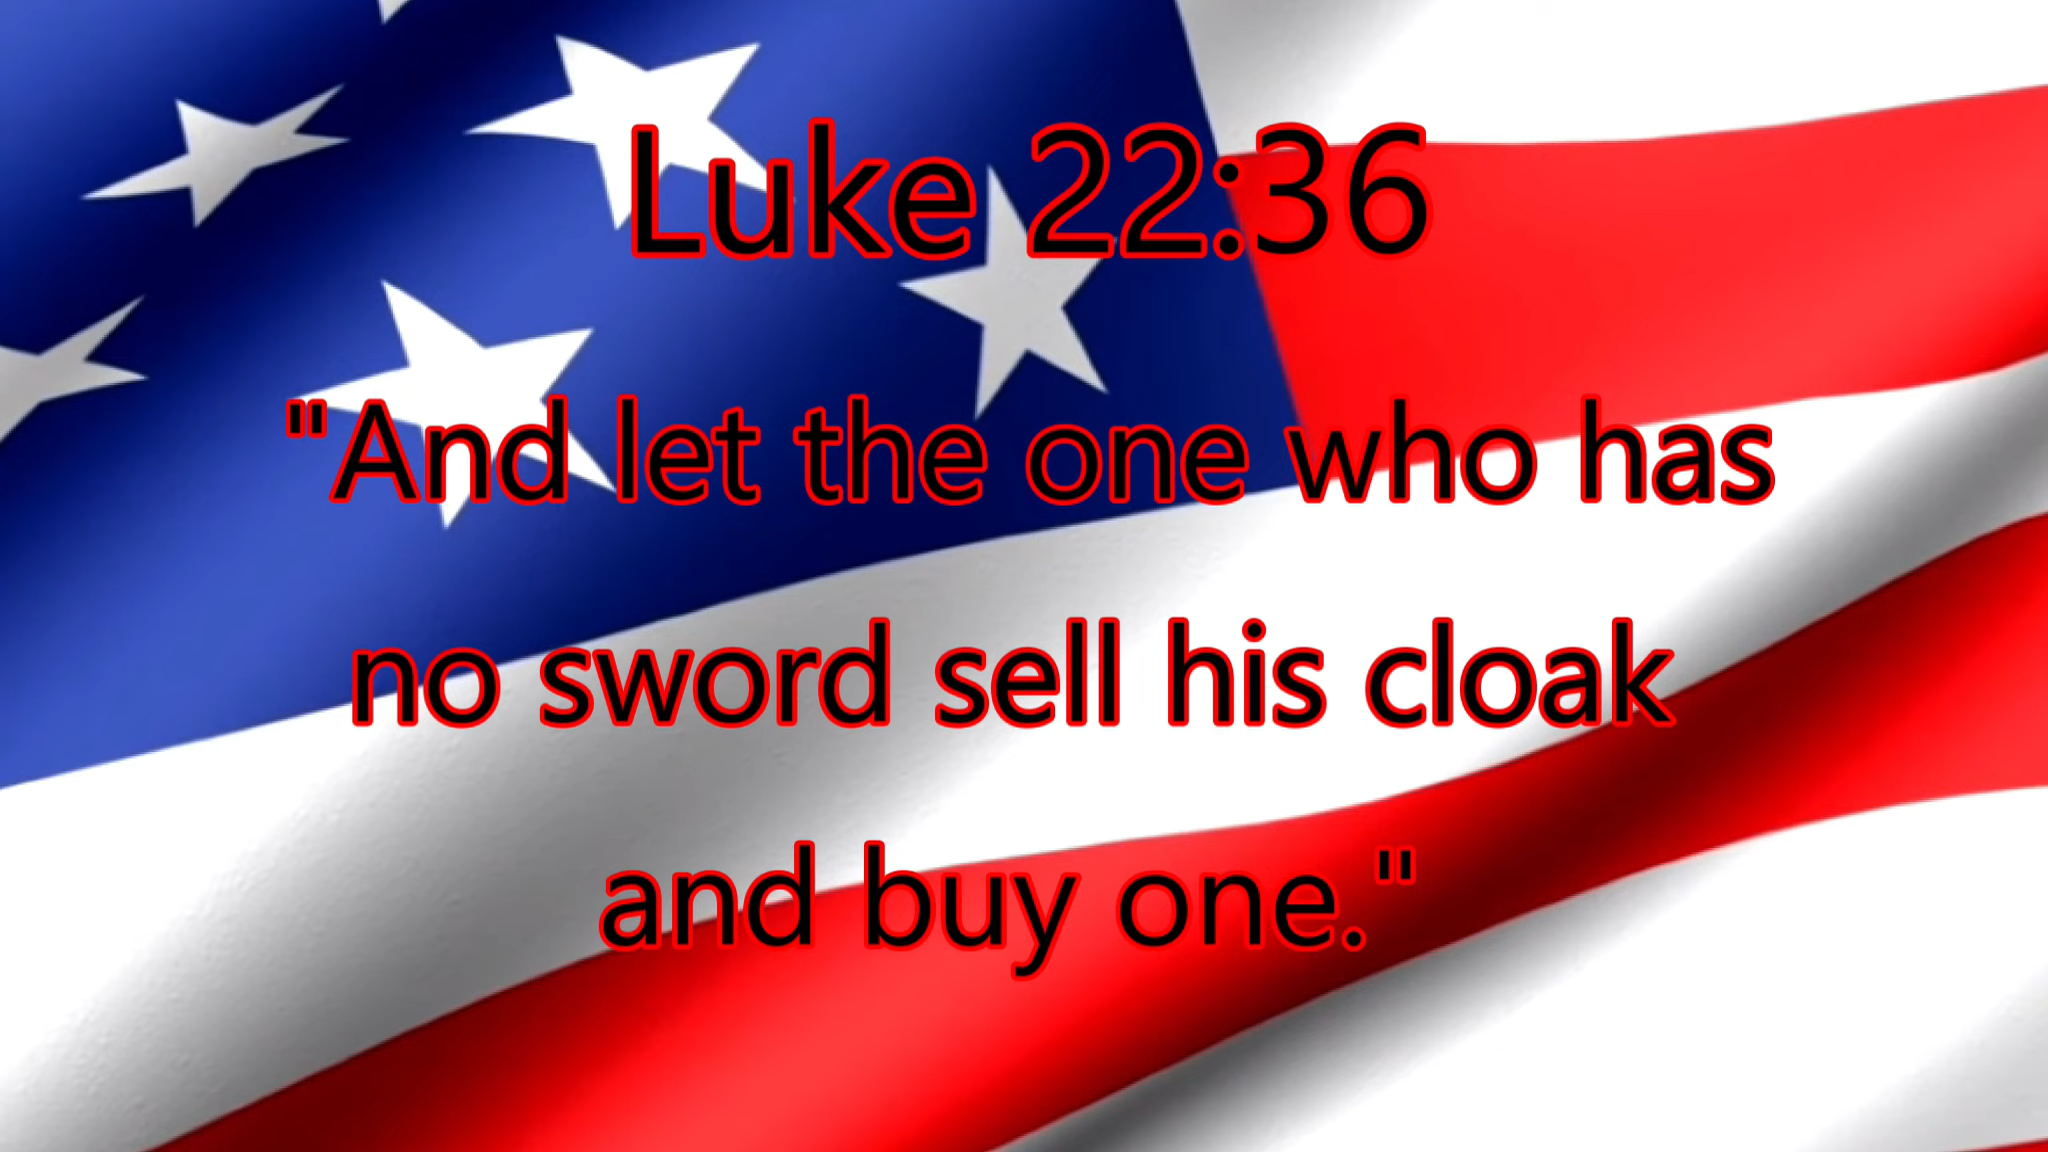 Luke 22:36
"And let the one who has
no sword sell his cloak
and buy one."